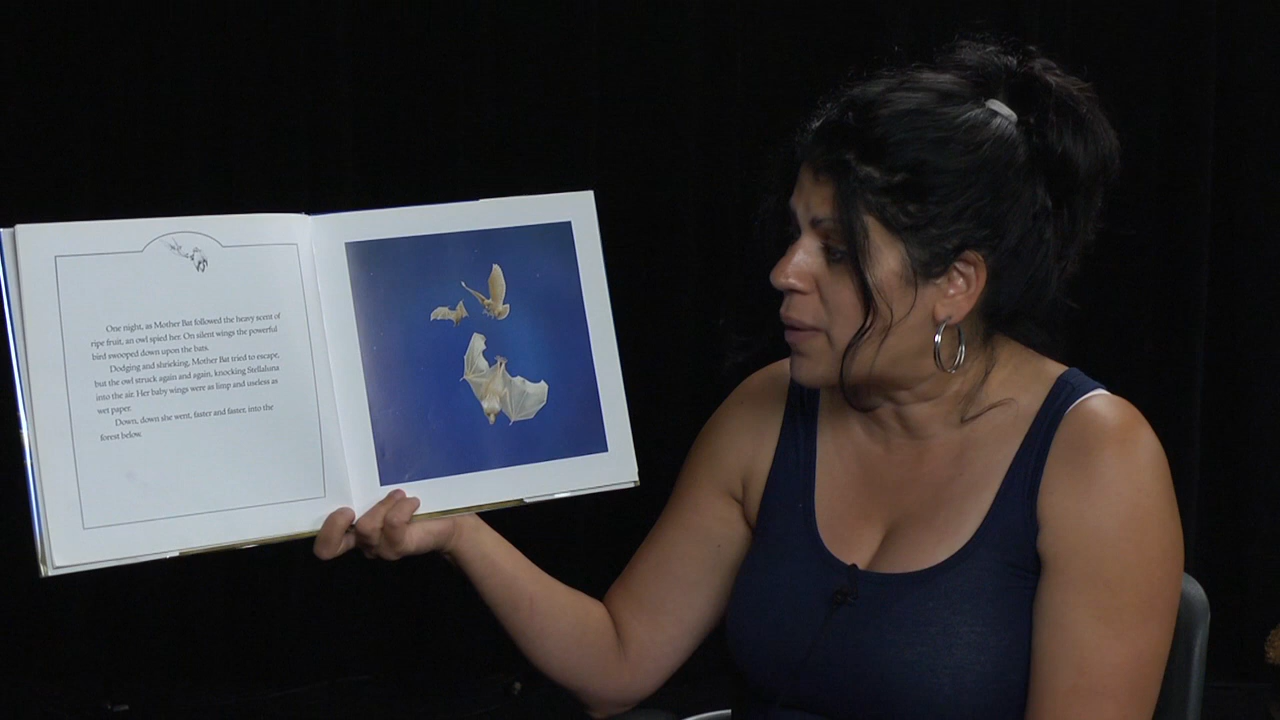 One night, as Mother Bat followed the heavy scent of
ripe fruit, an owl spied her. On silent wings the powerful
bird swooped down upon the bats.
Dodging and shrieking, Mother Bat tried to escape,
but the owl struck again and again, knocking Stellaluna
into the air. Her baby wings were as limp and useless as
wet paper.
Down, down she went, faster and faster, into the
forest below.